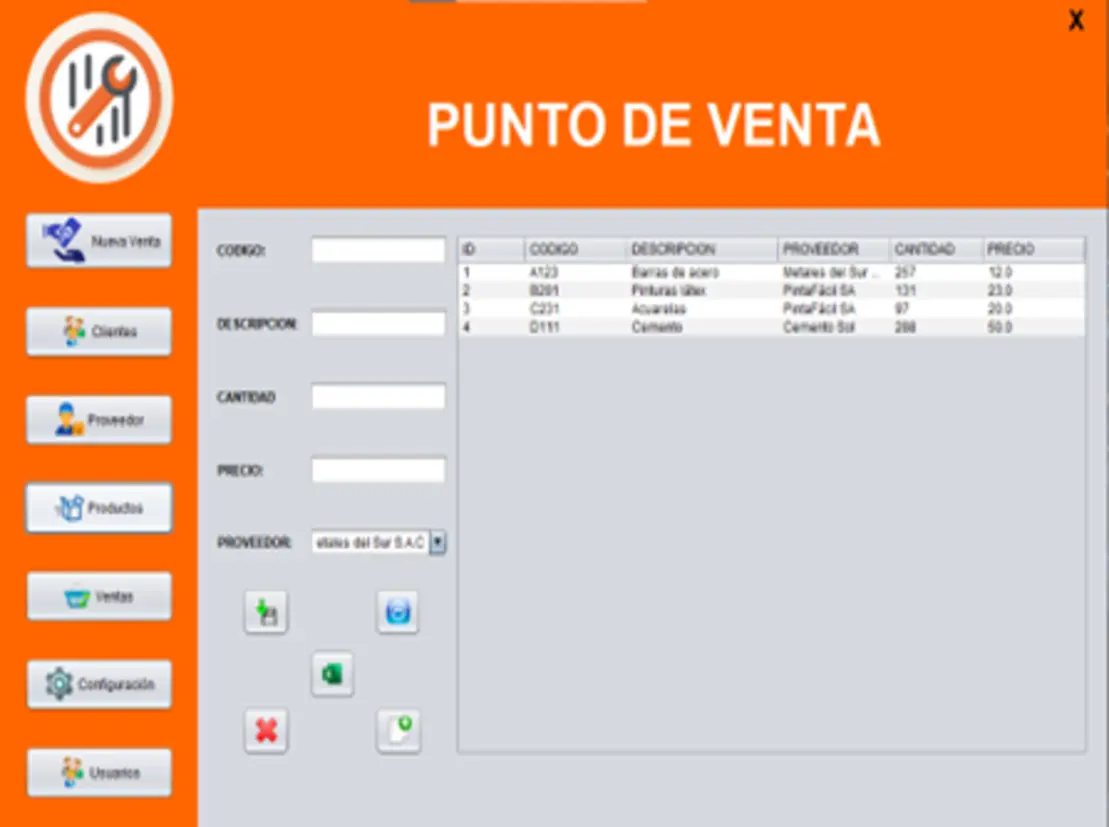 X
PUNTO DE VENTA
Nueva Venta
Clientes
Proveedor
Productos
Ventas
Configuración
Usuarios
CODIGO:
DESCRIPCION:
CANTIDAD
PRECIO:
PROVEEDOR:
etales del Sur S.A.C
ID CODIGO DESCRIPCION PROVEEDOR CANTIDAD PRECIO
1 A123 Barras de acero Metales del Sur ... 257 12.0
2 B201 Pinturas látex PintaFácil SA 131 23.0
3 C231 Acuarelas PintaFácil SA 97 20.0
4 D111 Cemento Cemento Sol 50.0